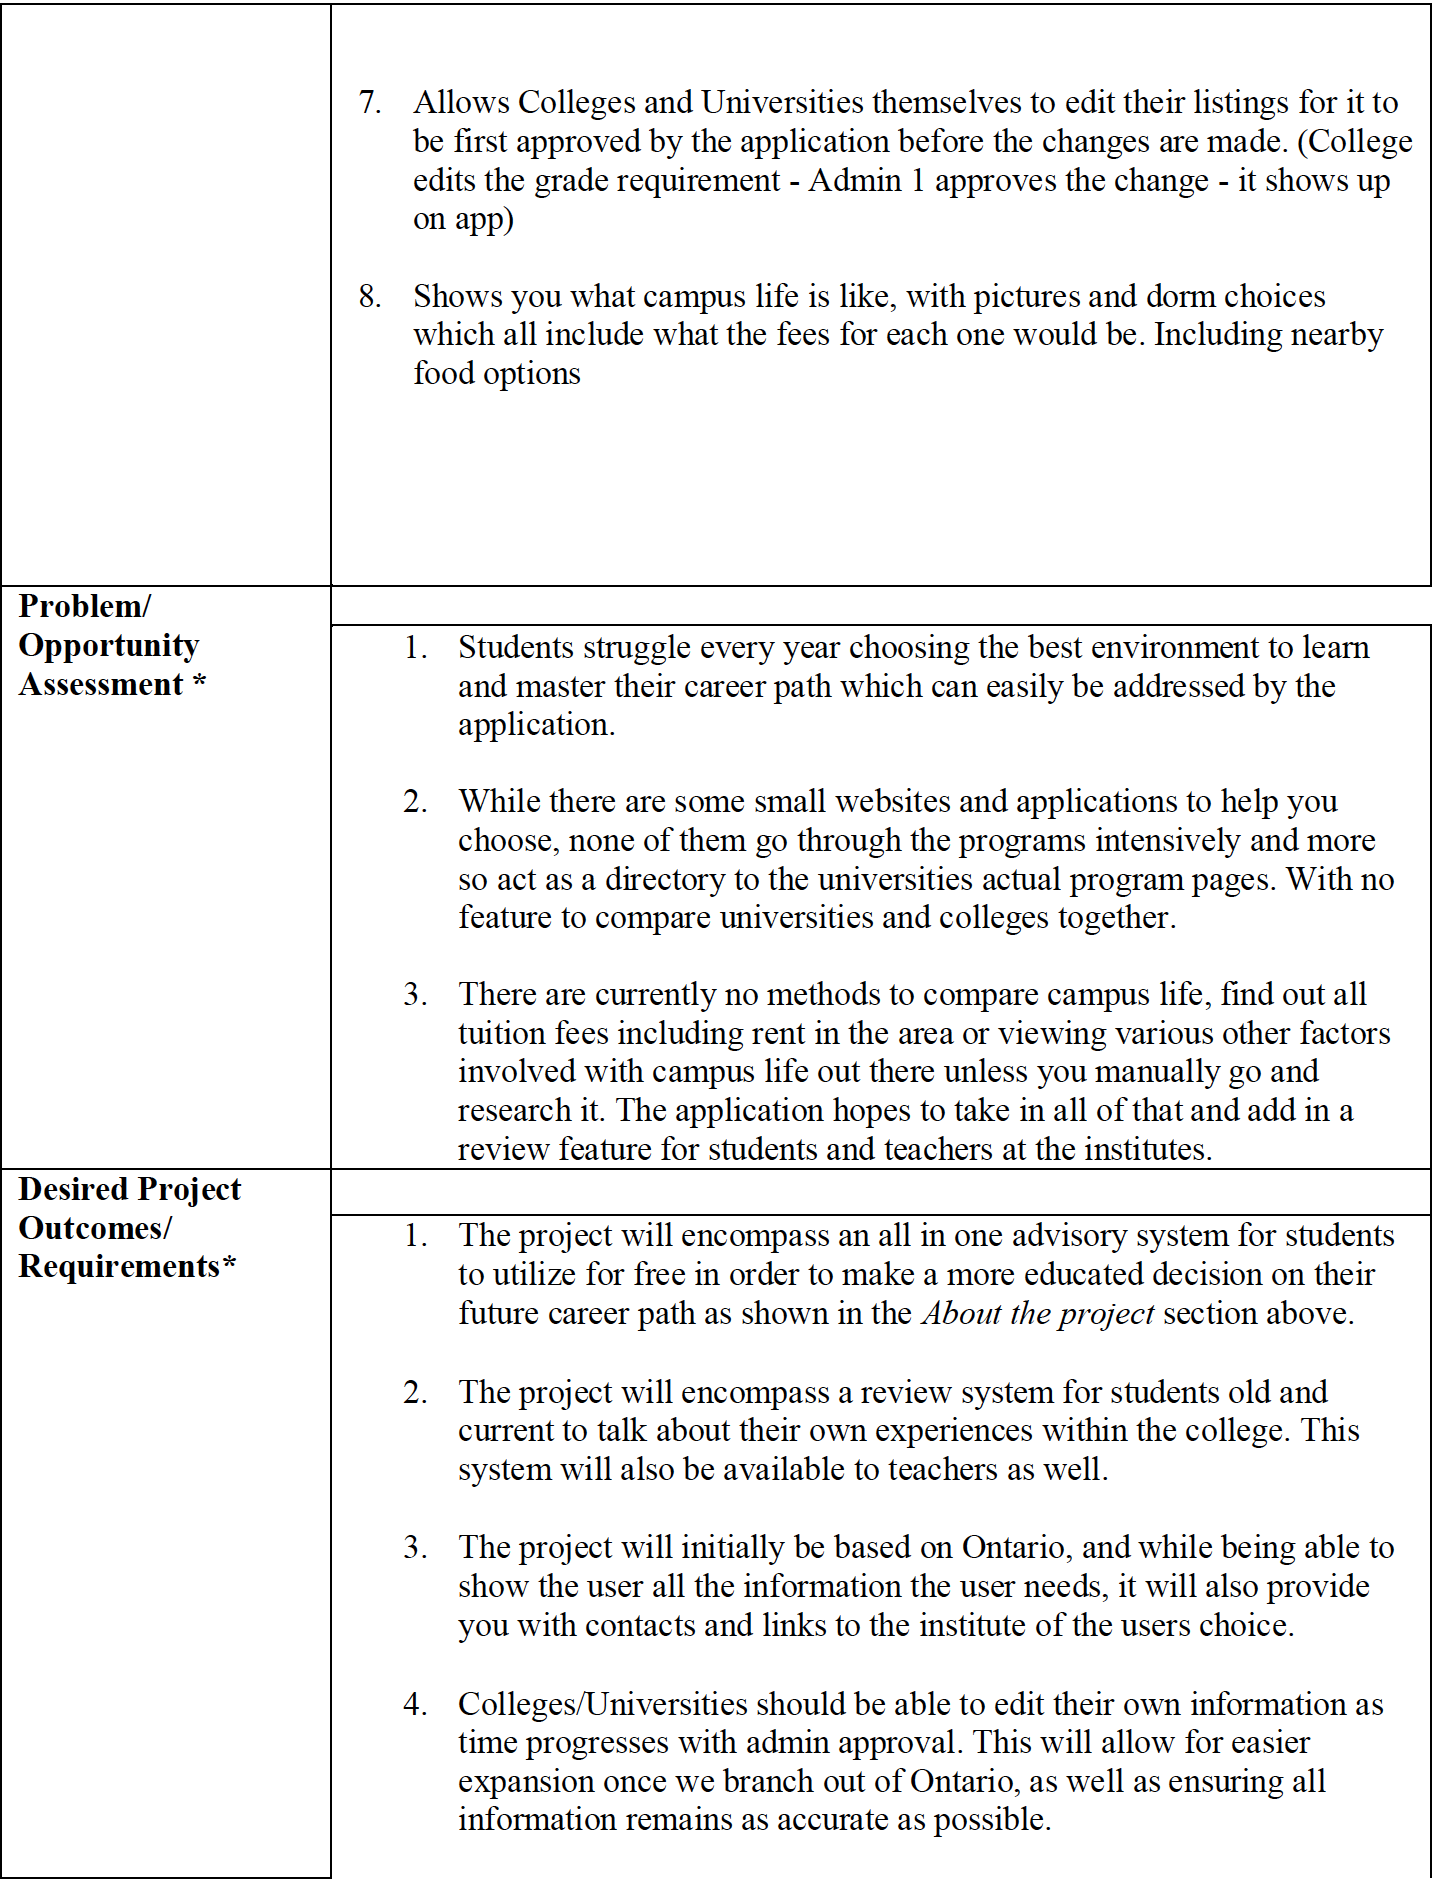 7. Allows Colleges and Universities themselves to edit their listings for it to
be first approved by the application before the changes are made. (College
edits the grade requirement - Admin 1 approves the change - it shows up
on app)
8. Shows you what campus life is like, with pictures and dorm choices
which all include what the fees for each one would be. Including nearby
food options
Problem/
Opportunity
Assessment *
1. Students struggle every year choosing the best environment to learn
and master their career path which can easily be addressed by the
application.
2. While there are some small websites and applications to help you
choose, none of them go through the programs intensively and more
so act as a directory to the universities actual program pages. With no
feature to compare universities and colleges together.
3. There are currently no methods to compare campus life, find out all
tuition fees including rent in the area or viewing various other factors
involved with campus life out there unless you manually go and
research it. The application hopes to take in all of that and add in a
review feature for students and teachers at the institutes.
Desired Project
Outcomes/
Requirements*
1. The project will encompass an all in one advisory system for students
to utilize for free in order to make a more educated decision on their
future career path as shown in the About the project section above.
2. The project will encompass a review system for students old and
current to talk about their own experiences within the college. This
system will also be available to teachers as well.
3. The project will initially be based on Ontario, and while being able to
show the user all the information the user needs, it will also provide
you with contacts and links to the institute of the users choice.
4. Colleges/Universities should be able to edit their own information as
time progresses with admin approval. This will allow for easier
expansion once we branch out of Ontario, as well as ensuring all
information remains as accurate as possible.